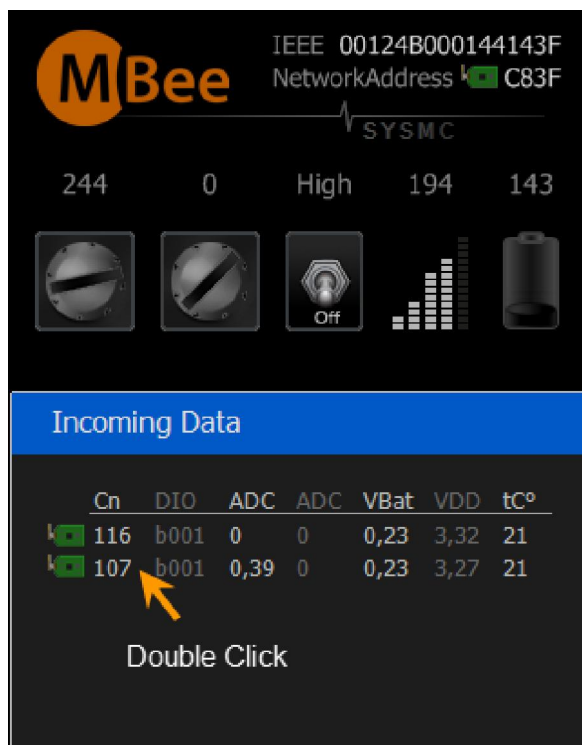 MBee
IEEE 00124B000144143F
NetworkAddress C83F
SYSMC
244 0 High 194 143
Off
Incoming Data
Cn DIO ADC ADC VBat VDD tCº
116 b001 0 0 0,23 3,32 21
107 b001 0,39 0 0,23 3,27 21
Double Click